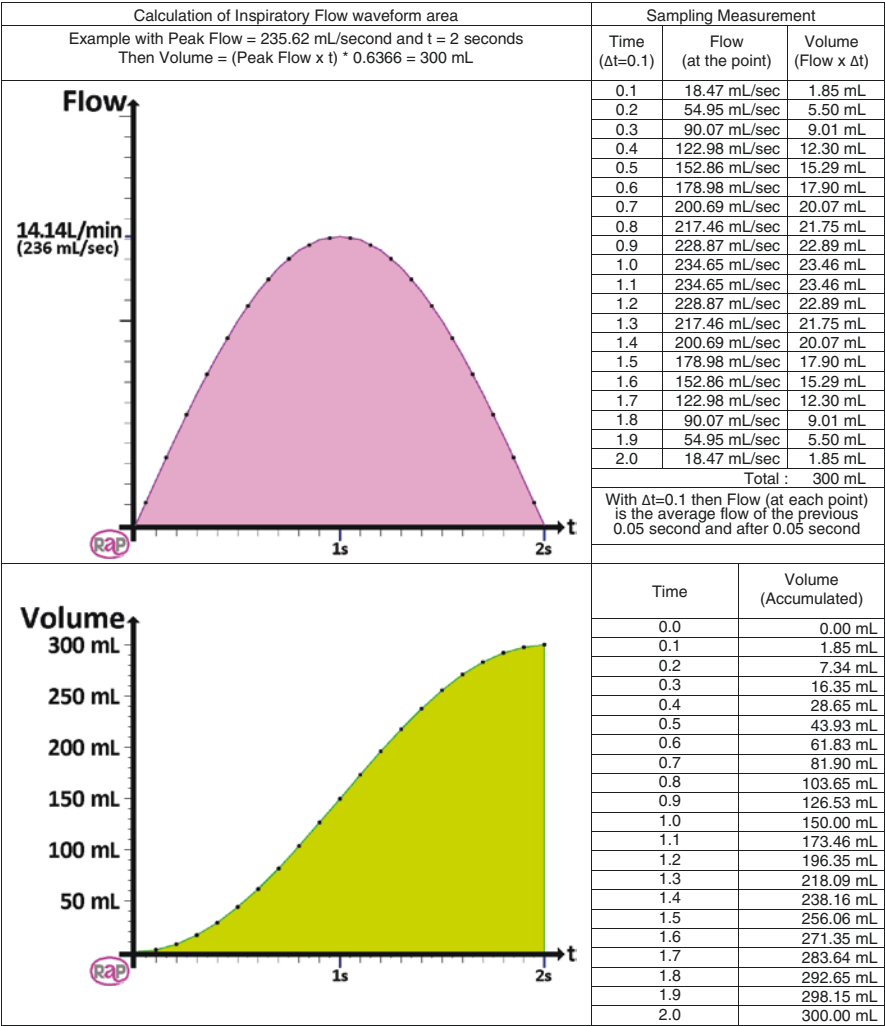 Calculation of Inspiratory Flow waveform area
Example with Peak Flow = 235.62 mL/second and t = 2 seconds
Then Volume = (Peak Flow x t) * 0.6366 = 300 mL
Flow
14.14L/min
(236 mL/sec)
t
1s 2s
RAP
Sampling Measurement
Time Flow Volume
(Δt=0.1) (at the point) (Flow x Δt)
0.1 18.47 mL/sec 1.85 mL
0.2 54.95 mL/sec 5.50 mL
0.3 90.07 mL/sec 9.01 mL
0.4 122.98 mL/sec 12.30 mL
0.5 152.86 mL/sec 15.29 mL
0.6 178.98 mL/sec 17.90 mL
0.7 200.69 mL/sec 20.07 mL
0.8 217.46 mL/sec 21.75 mL
0.9 228.87 mL/sec 22.89 mL
1.0 234.65 mL/sec 23.46 mL
1.1 234.65 mL/sec 23.46 mL
1.2 228.87 mL/sec 22.89 mL
1.3 217.46 mL/sec 21.75 mL
1.4 200.69 mL/sec 20.07 mL
1.5 178.98 mL/sec 17.90 mL
1.6 152.86 mL/sec 15.29 mL
1.7 122.98 mL/sec 12.30 mL
1.8 90.07 mL/sec 9.01 mL
1.9 54.95 mL/sec 5.50 mL
2.0 18.47 mL/sec 1.85 mL
Total : 300 mL
With Δt=0.1 then Flow (at each point)
is the average flow of the previous
0.05 second and after 0.05 second
Volume
300 mL
250 mL
200 mL
150 mL
100 mL
50 mL
t
1s 2s
RAP
Time Volume
(Accumulated)
0.0 0.00 mL
0.1 1.85 mL
0.2 7.34 mL
0.3 16.35 mL
0.4 28.65 mL
0.5 43.93 mL
0.6 61.83 mL
0.7 81.90 mL
0.8 103.65 mL
0.9 126.53 mL
1.0 150.00 mL
1.1 173.46 mL
1.2 196.35 mL
1.3 218.09 mL
1.4 238.16 mL
1.5 256.06 mL
1.6 271.35 mL
1.7 283.64 mL
1.8 292.65 mL
1.9 298.15 mL
2.0 300.00 mL